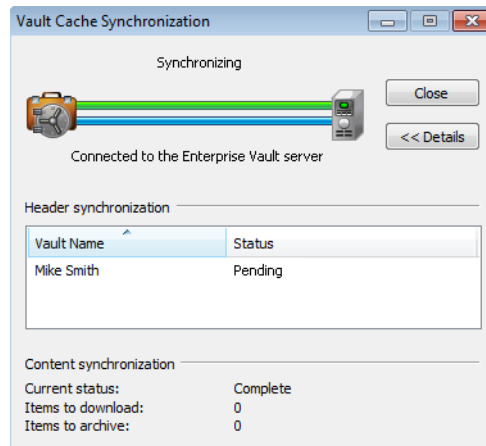 Vault Cache Synchronization
Synchronizing
Close
<< Details
Connected to the Enterprise Vault server
Header synchronization
Vault Name Status
Mike Smith Pending
Content synchronization
Current status: Complete
Items to download: 0
Items to archive: 0